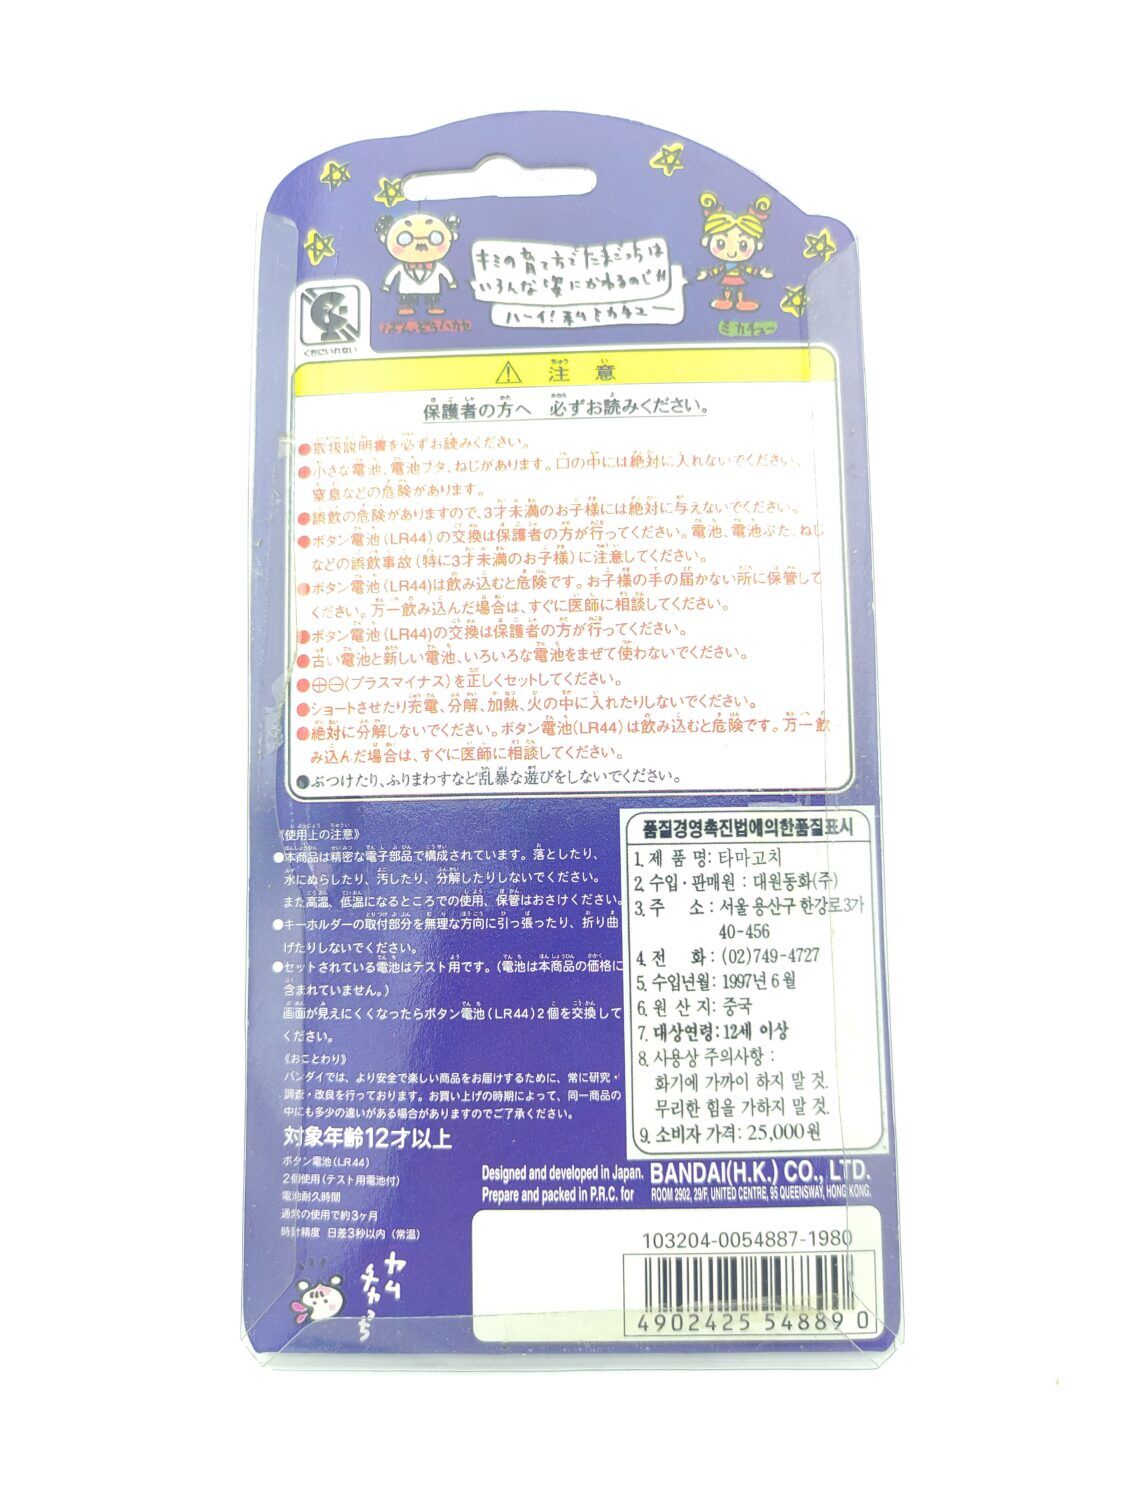 キミの育て方でたまごっちは
いろんな姿にかわるのじゃ!!
ハーイ!私ミカチュー
ばんぞうハカセ
ミカチュー
くちにいれない
注意
保護者の方へ 必ずお読みください。
●取扱説明書を必ずお読みください。
●小さな電池、電池ブタ、ねじがあります。口の中には絶対に入れないでください、
窒息などの危険があります。
●誤飲の危険がありますので、3才未満のお子様には絶対に与えないでください。
●ボタン電池(LR44)の交換は保護者の方が行ってください。電池、電池ぶた、ねじ
などの誤飲事故(特に3才未満のお子様)に注意してください。
●ボタン電池(LR44)は飲み込むと危険です。お子様の手の届かない所に保管して
ください。万一飲み込んだ場合は、すぐに医師に相談してください。
●ボタン電池(LR44)の交換は保護者の方が行ってください。
●古い電池と新しい電池、いろいろな電池をまぜて使わないでください。
●⊕⊖(プラスマイナス)を正しくセットしてください。
●ショートさせたり充電、分解、加熱、火の中に入れたりしないでください。
●絶対に分解しないでください。ボタン電池(LR44)は飲み込むと危険です。万一飲
み込んだ場合は、すぐに医師に相談してください。
●ぶつけたり、ふりまわすなど乱暴な遊びをしないでください。
《使用上の注意》
●本商品は精密な電子部品で構成されています。落としたり、
水にぬらしたり、汚したり、分解したりしないでください。
また高温、低温になるところでの使用、保管はおさけください。
●キーホルダーの取付部分を無理な方向に引っ張ったり、折り曲
げたりしないでください。
●セットされている電池はテスト用です。(電池は本商品の価格に
含まれていません。)
画面が見えにくくなったらボタン電池(LR44)2個を交換して
ください。
《おことわり》
バンダイでは、より安全で楽しい商品をお届けするために、常に研究・
調査・改良を行っております。お買い上げの時期によって、同一商品の
中にも多少の違いがある場合がありますのでご了承ください。
対象年齢12才以上
ボタン電池(LR44)
2個使用(テスト用電池付)
電池耐久時間
通常の使用で約3ヶ月
時計精度 日差3秒以内(常温)
品質경영촉진법에의한품質표시
1. 제 품 명: 타마고치
2. 수입·판매원 : 대원동화(주)
3. 주 소 : 서울 용산구 한강로3가
40-456
4. 전 화 : (02)749-4727
5. 수입년월: 1997년 6월
6. 원 산 지: 중국
7. 대상연령: 12세 이상
8. 사용상 주의사항 :
화기에 가까이 하지 말 것.
무리한 힘을 가하지 말 것.
9. 소비자 가격: 25,000원
Designed and developed in Japan. BANDAI(H.K.) CO., LTD.
Prepare and packed in P.R.C. for ROOM 2902, 29/F, UNITED CENTRE, 95 QUEENSWAY, HONG KONG.
103204-0054887-1980
4902425 548890